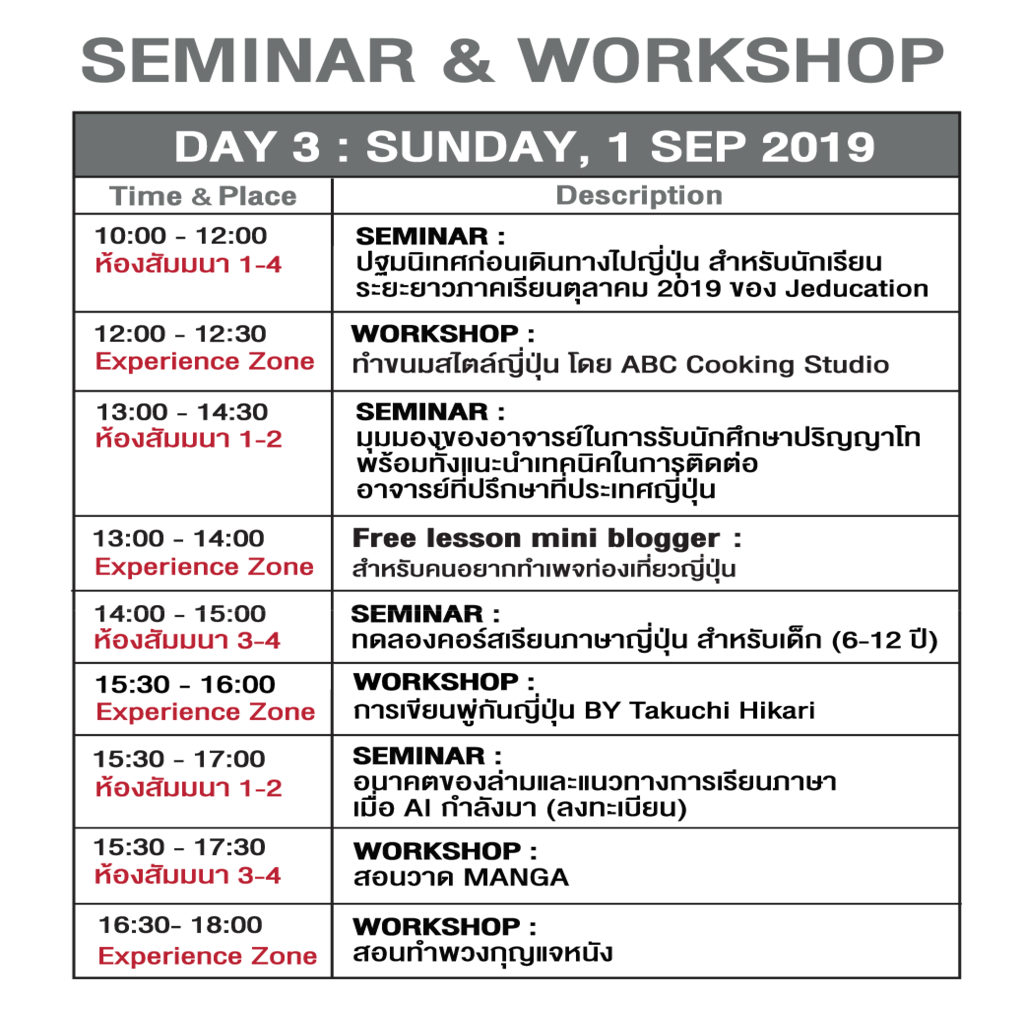 SEMINAR & WORKSHOP
DAY 3 : SUNDAY, 1 SEP 2019
Time & Place
Description
10:00 - 12:00
ห้องสัมมนา 1-4
SEMINAR :
ปฐมนิเทศก่อนเดินทางไปญี่ปุ่น สำหรับนักเรียน
ระยะยาวภาคเรียนตุลาคม 2019 ของ Jeducation
12:00 - 12:30
Experience Zone
WORKSHOP :
ทำขนมสไตล์ญี่ปุ่น โดย ABC Cooking Studio
13:00 - 14:30
ห้องสัมมนา 1-2
SEMINAR :
มุมมองของอาจารย์ในการรับนักศึกษาปริญญาโท
พร้อมทั้งแนะนำเทคนิคในการติดต่อ
อาจารย์ที่ปรึกษาที่ประเทศญี่ปุ่น
13:00 - 14:00
Experience Zone
Free lesson mini blogger :
สำหรับคนอยากทำเพจท่องเที่ยวญี่ปุ่น
14:00 - 15:00
ห้องสัมมนา 3-4
SEMINAR :
ทดลองคอร์สเรียนภาษาญี่ปุ่น สำหรับเด็ก (6-12 ปี)
15:30 - 16:00
Experience Zone
WORKSHOP :
การเขียนพู่กันญี่ปุ่น BY Takuchi Hikari
15:30 - 17:00
ห้องสัมมนา 1-2
SEMINAR :
อนาคตของล่ามและแนวทางการเรียนภาษา
เมื่อ AI กำลังมา (ลงทะเบียน)
15:30 - 17:30
ห้องสัมมนา 3-4
WORKSHOP :
สอนวาด MANGA
16:30- 18:00
Experience Zone
WORKSHOP :
สอนทำพวงกุญแจหนัง